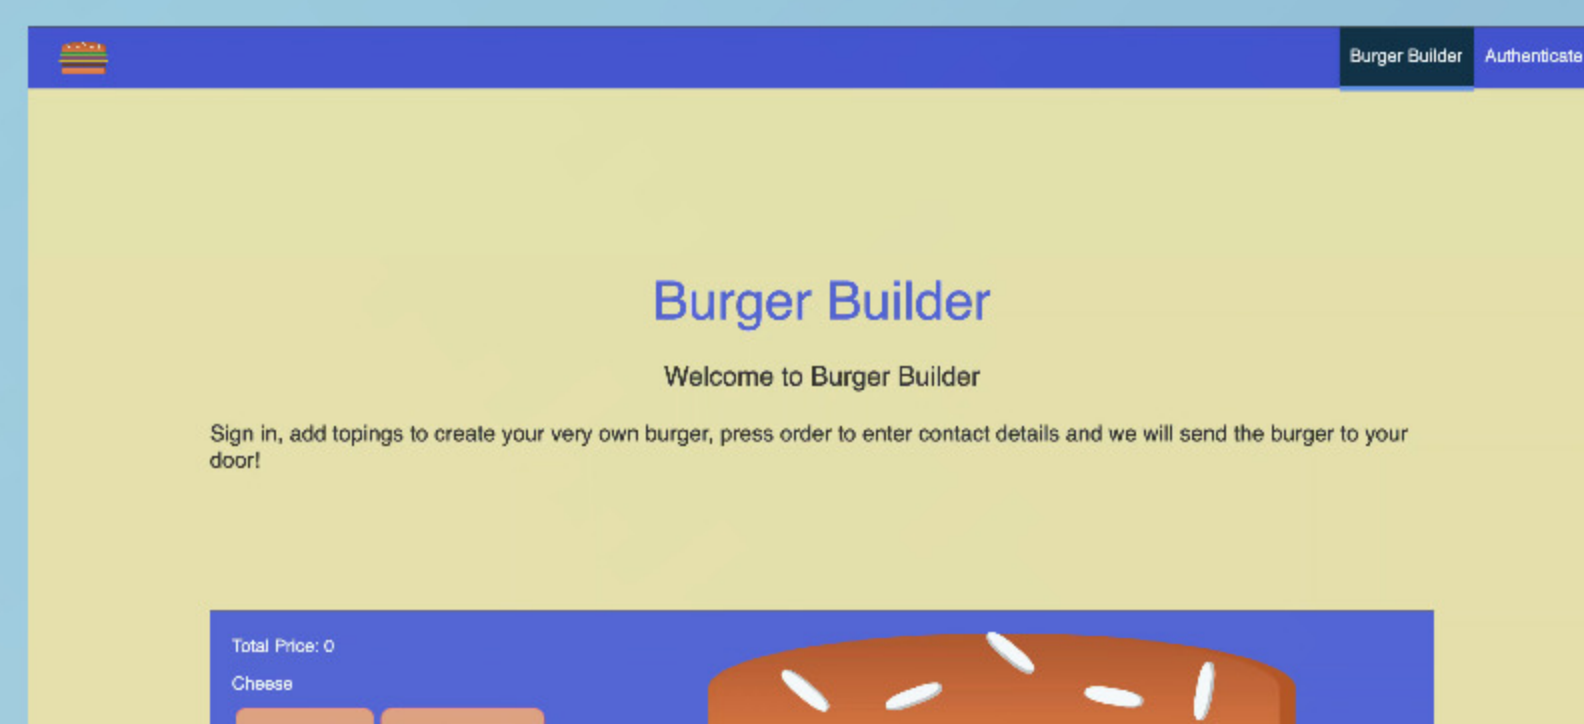 Burger Builder
Authenticate
Burger Builder
Welcome to Burger Builder
Sign in, add topings to create your very own burger, press order to enter contact details and we will send the burger to your
door!
Total Price: 0
Cheese